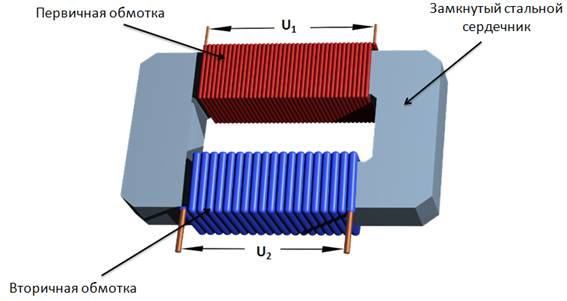 Первичная обмотка
U1
Замкнутый стальной
сердечник
U2
Вторичная обмотка